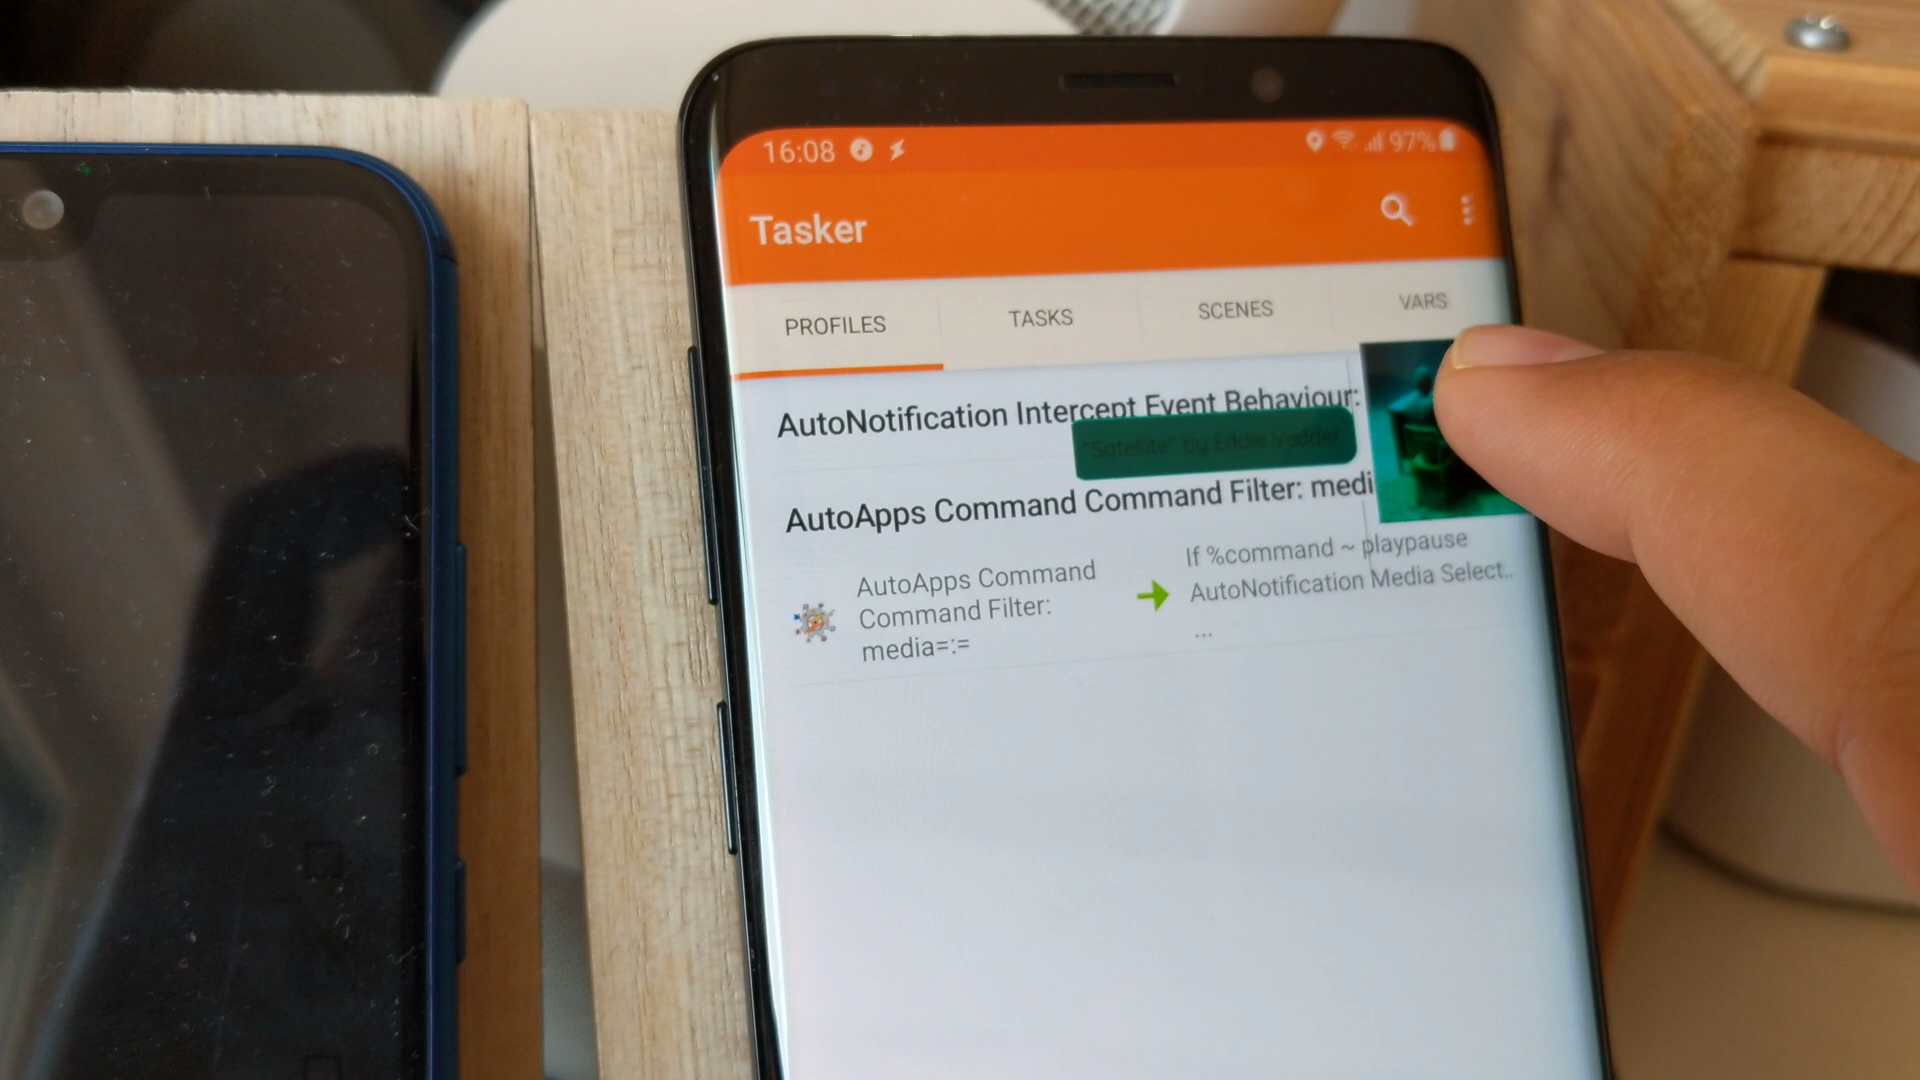 16:08
97%
Tasker
PROFILES
TASKS
SCENES
VARS
AutoNotification Intercept Event Behaviour:
"Satellite" by Eddie Vedder
AutoApps Command Command Filter: medi
AutoApps Command
Command Filter:
media=:=
If %command ~ playpause
AutoNotification Media Select..
...